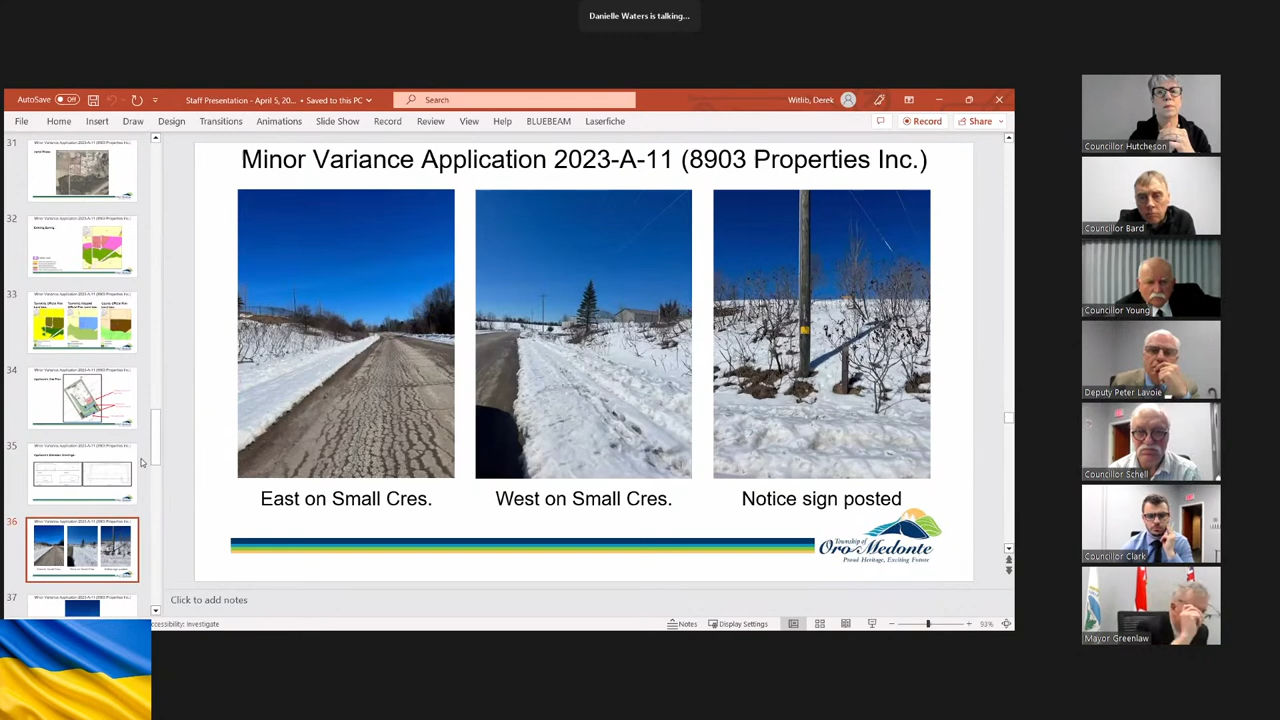 Danielle Waters is talking...
AutoSave Off
Staff Presentation - April 5, 20... • Saved to this PC
Search
Witlib, Derek
File Home Insert Draw Design Transitions Animations Slide Show Record Review View Help BLUEBEAM Laserfiche
Record Share
31
32
33
34
35
36
37
Minor Variance Application 2023-A-11 (8903 Properties Inc.)
East on Small Cres.
West on Small Cres.
Notice sign posted
Township of
Oro-Medonte
Proud Heritage, Exciting Future
Click to add notes
ccessibility: Investigate
Notes Display Settings 93%
Councillor Hutcheson
Councillor Bard
Councillor Young
Deputy Peter Lavoie
Councillor Schell
Councillor Clark
Mayor Greenlaw